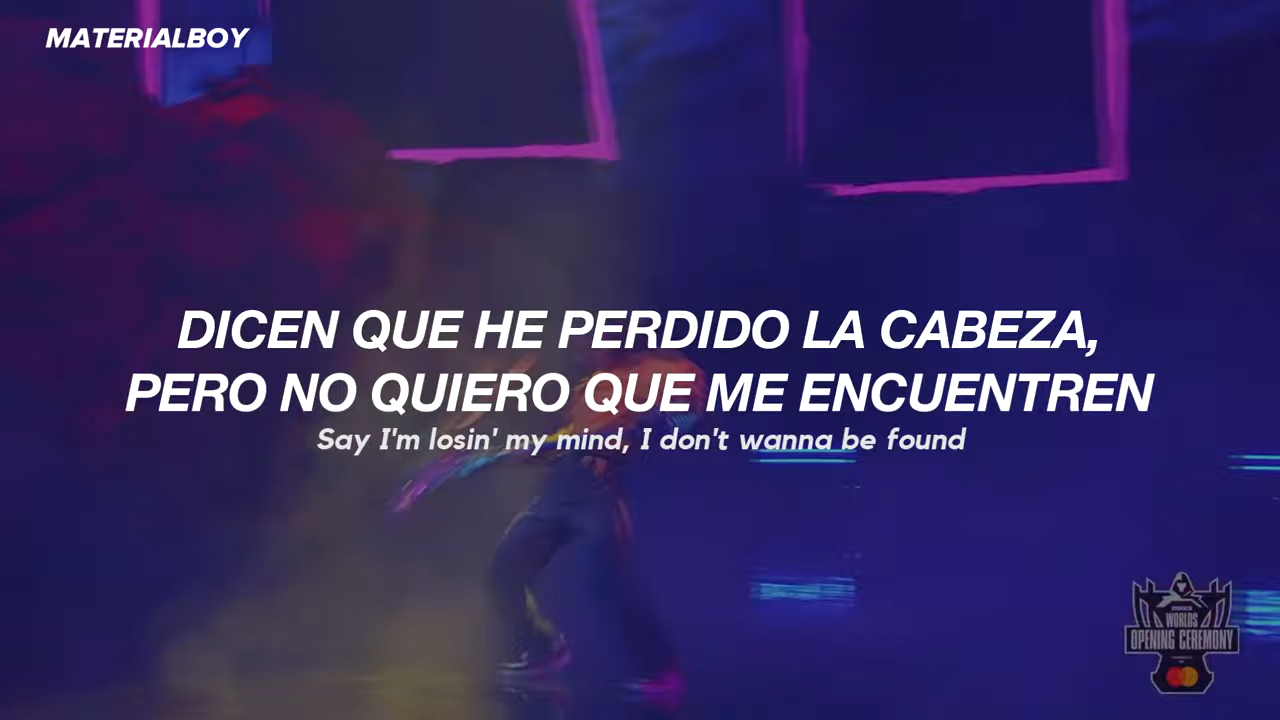 MATERIALBOY
DICEN QUE HE PERDIDO LA CABEZA,
PERO NO QUIERO QUE ME ENCUENTREN
Say I'm losin' my mind, I don't wanna be found
WORLDS
OPENING CEREMONY